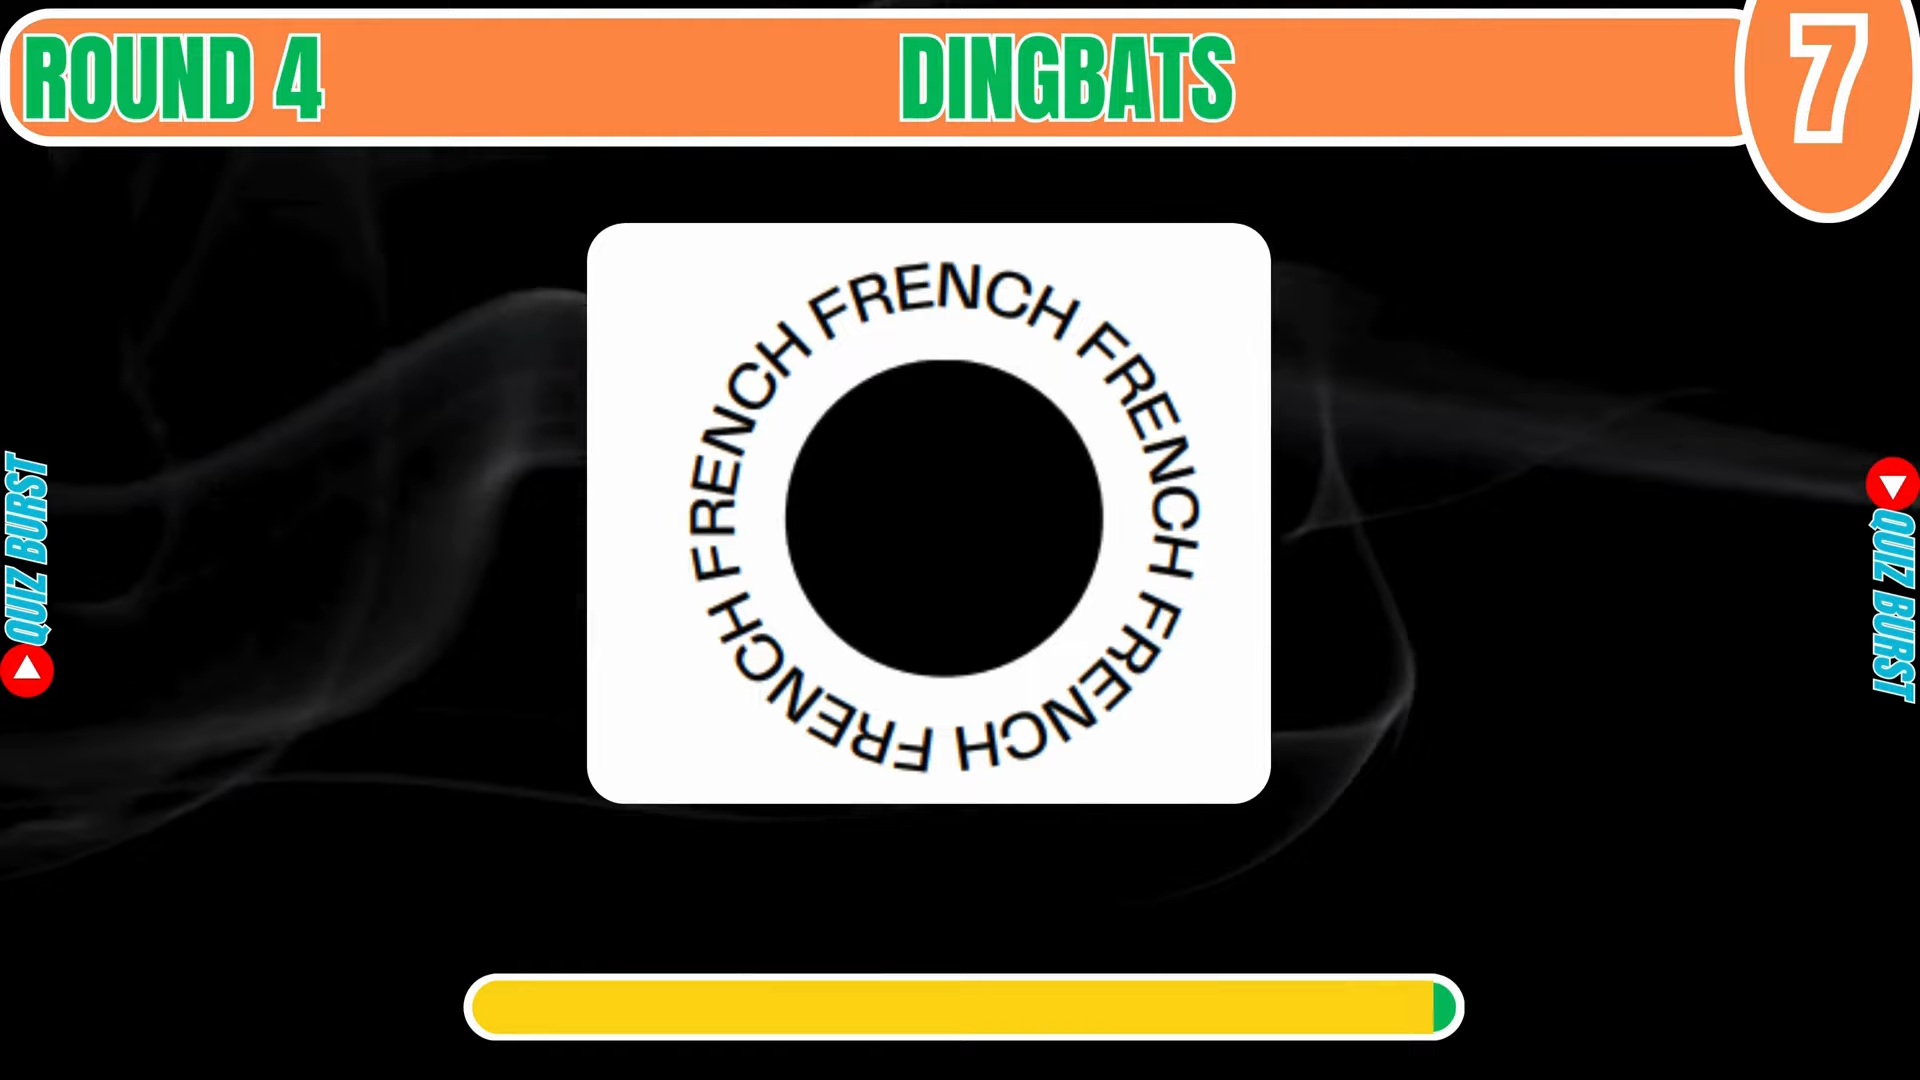 ROUND 4
DINGBATS
7
FRENCH FRENCH FRENCH FRENCH FRENCH
QUIZ BURST
QUIZ BURST